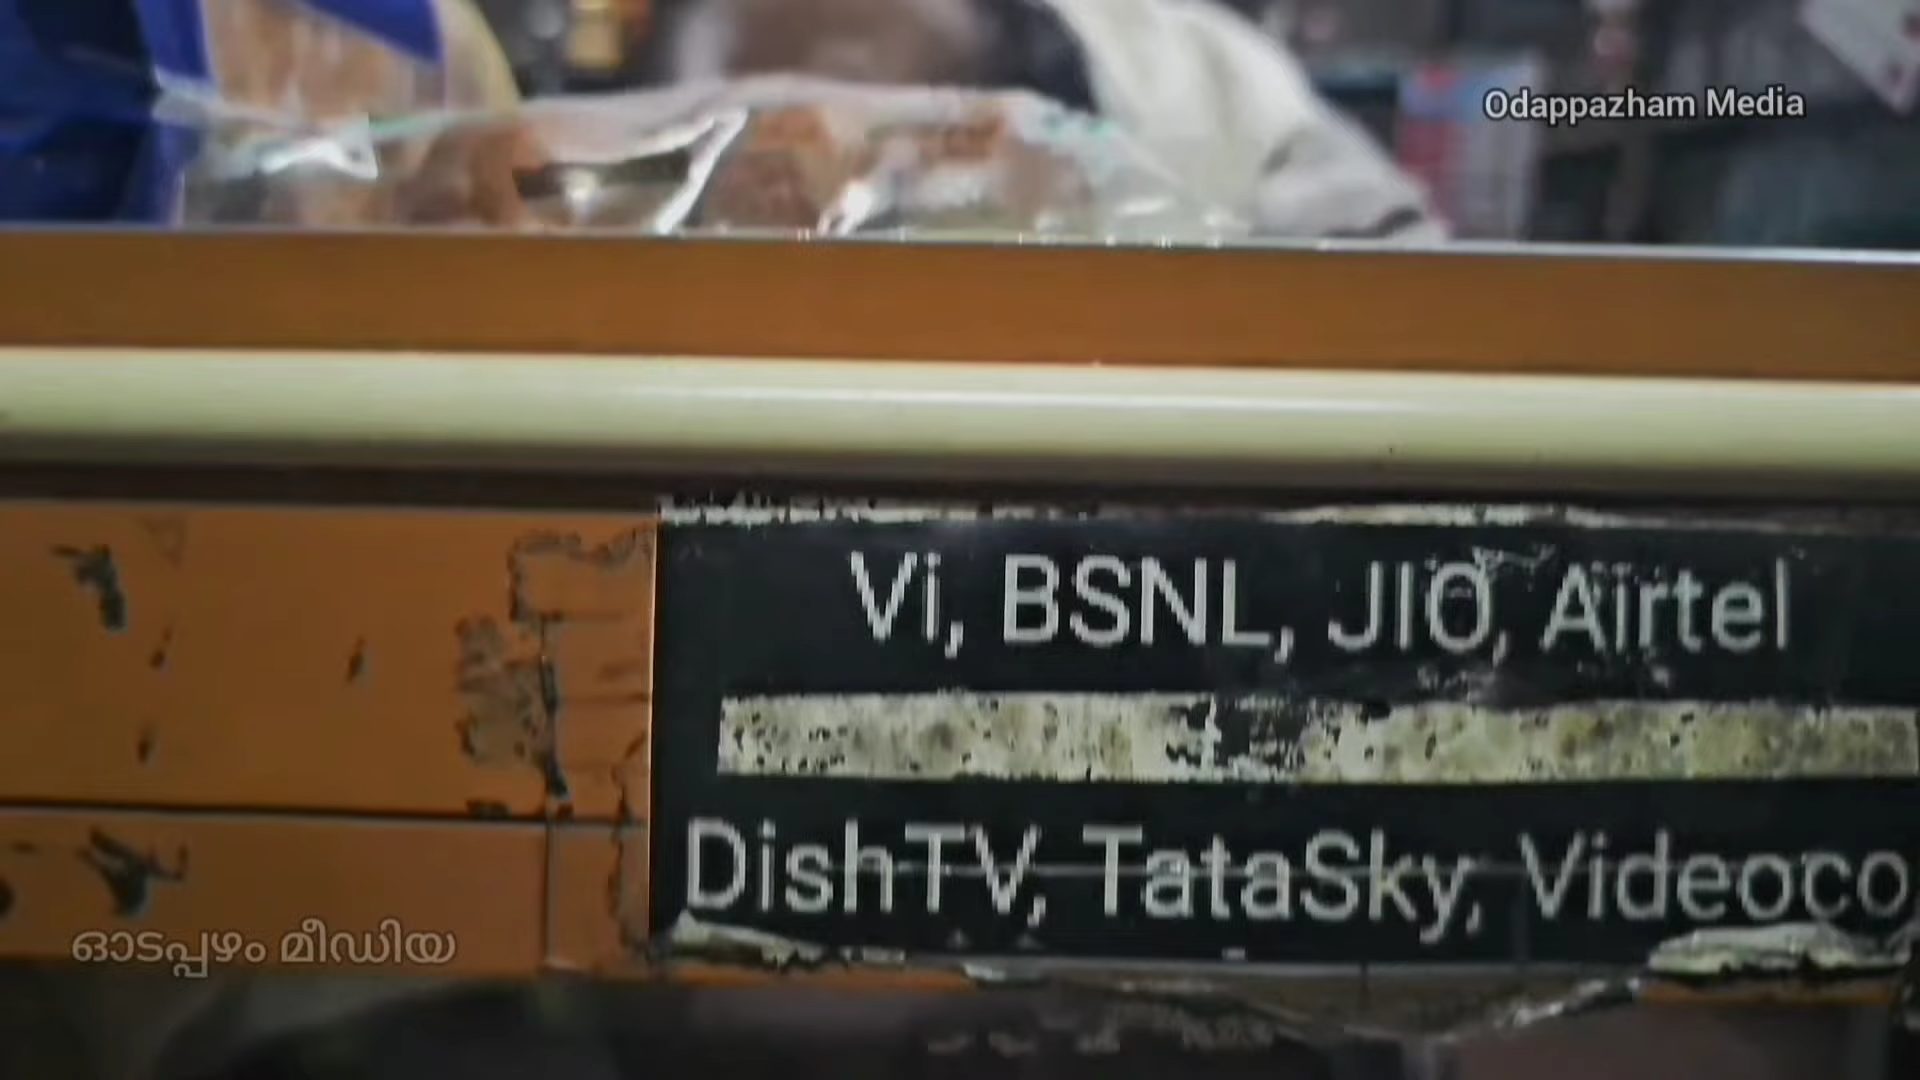 Odappazham Media
Vi, BSNL, JIO, Airtel
DishTV, TataSky, Videoco
ഓടപ്പഴം മീഡിയ